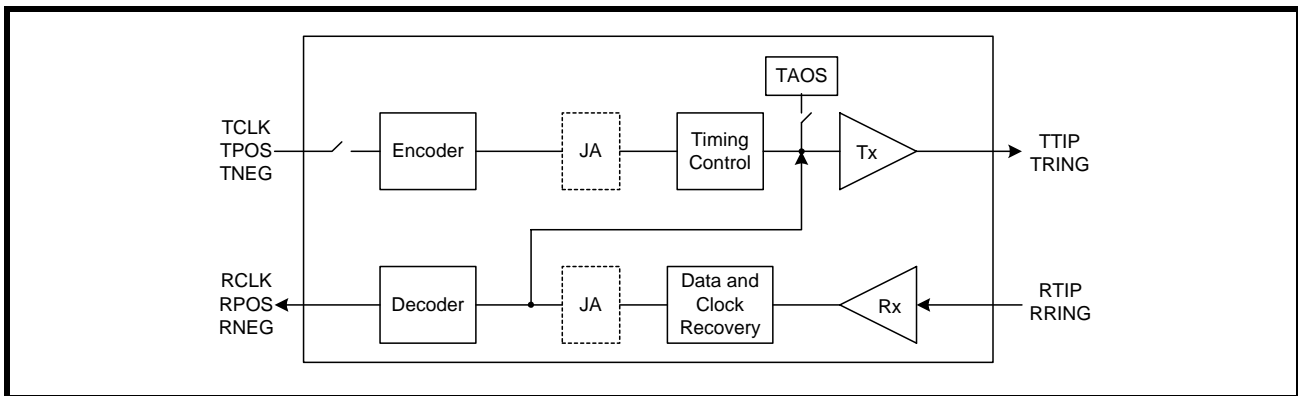 TAOS
TCLK
TPOS
TNEG
Encoder
JA
Timing
Control
Tx
TTIP
TRING
RCLK
RPOS
RNEG
Decoder
JA
Data and
Clock
Recovery
Rx
RTIP
RRING